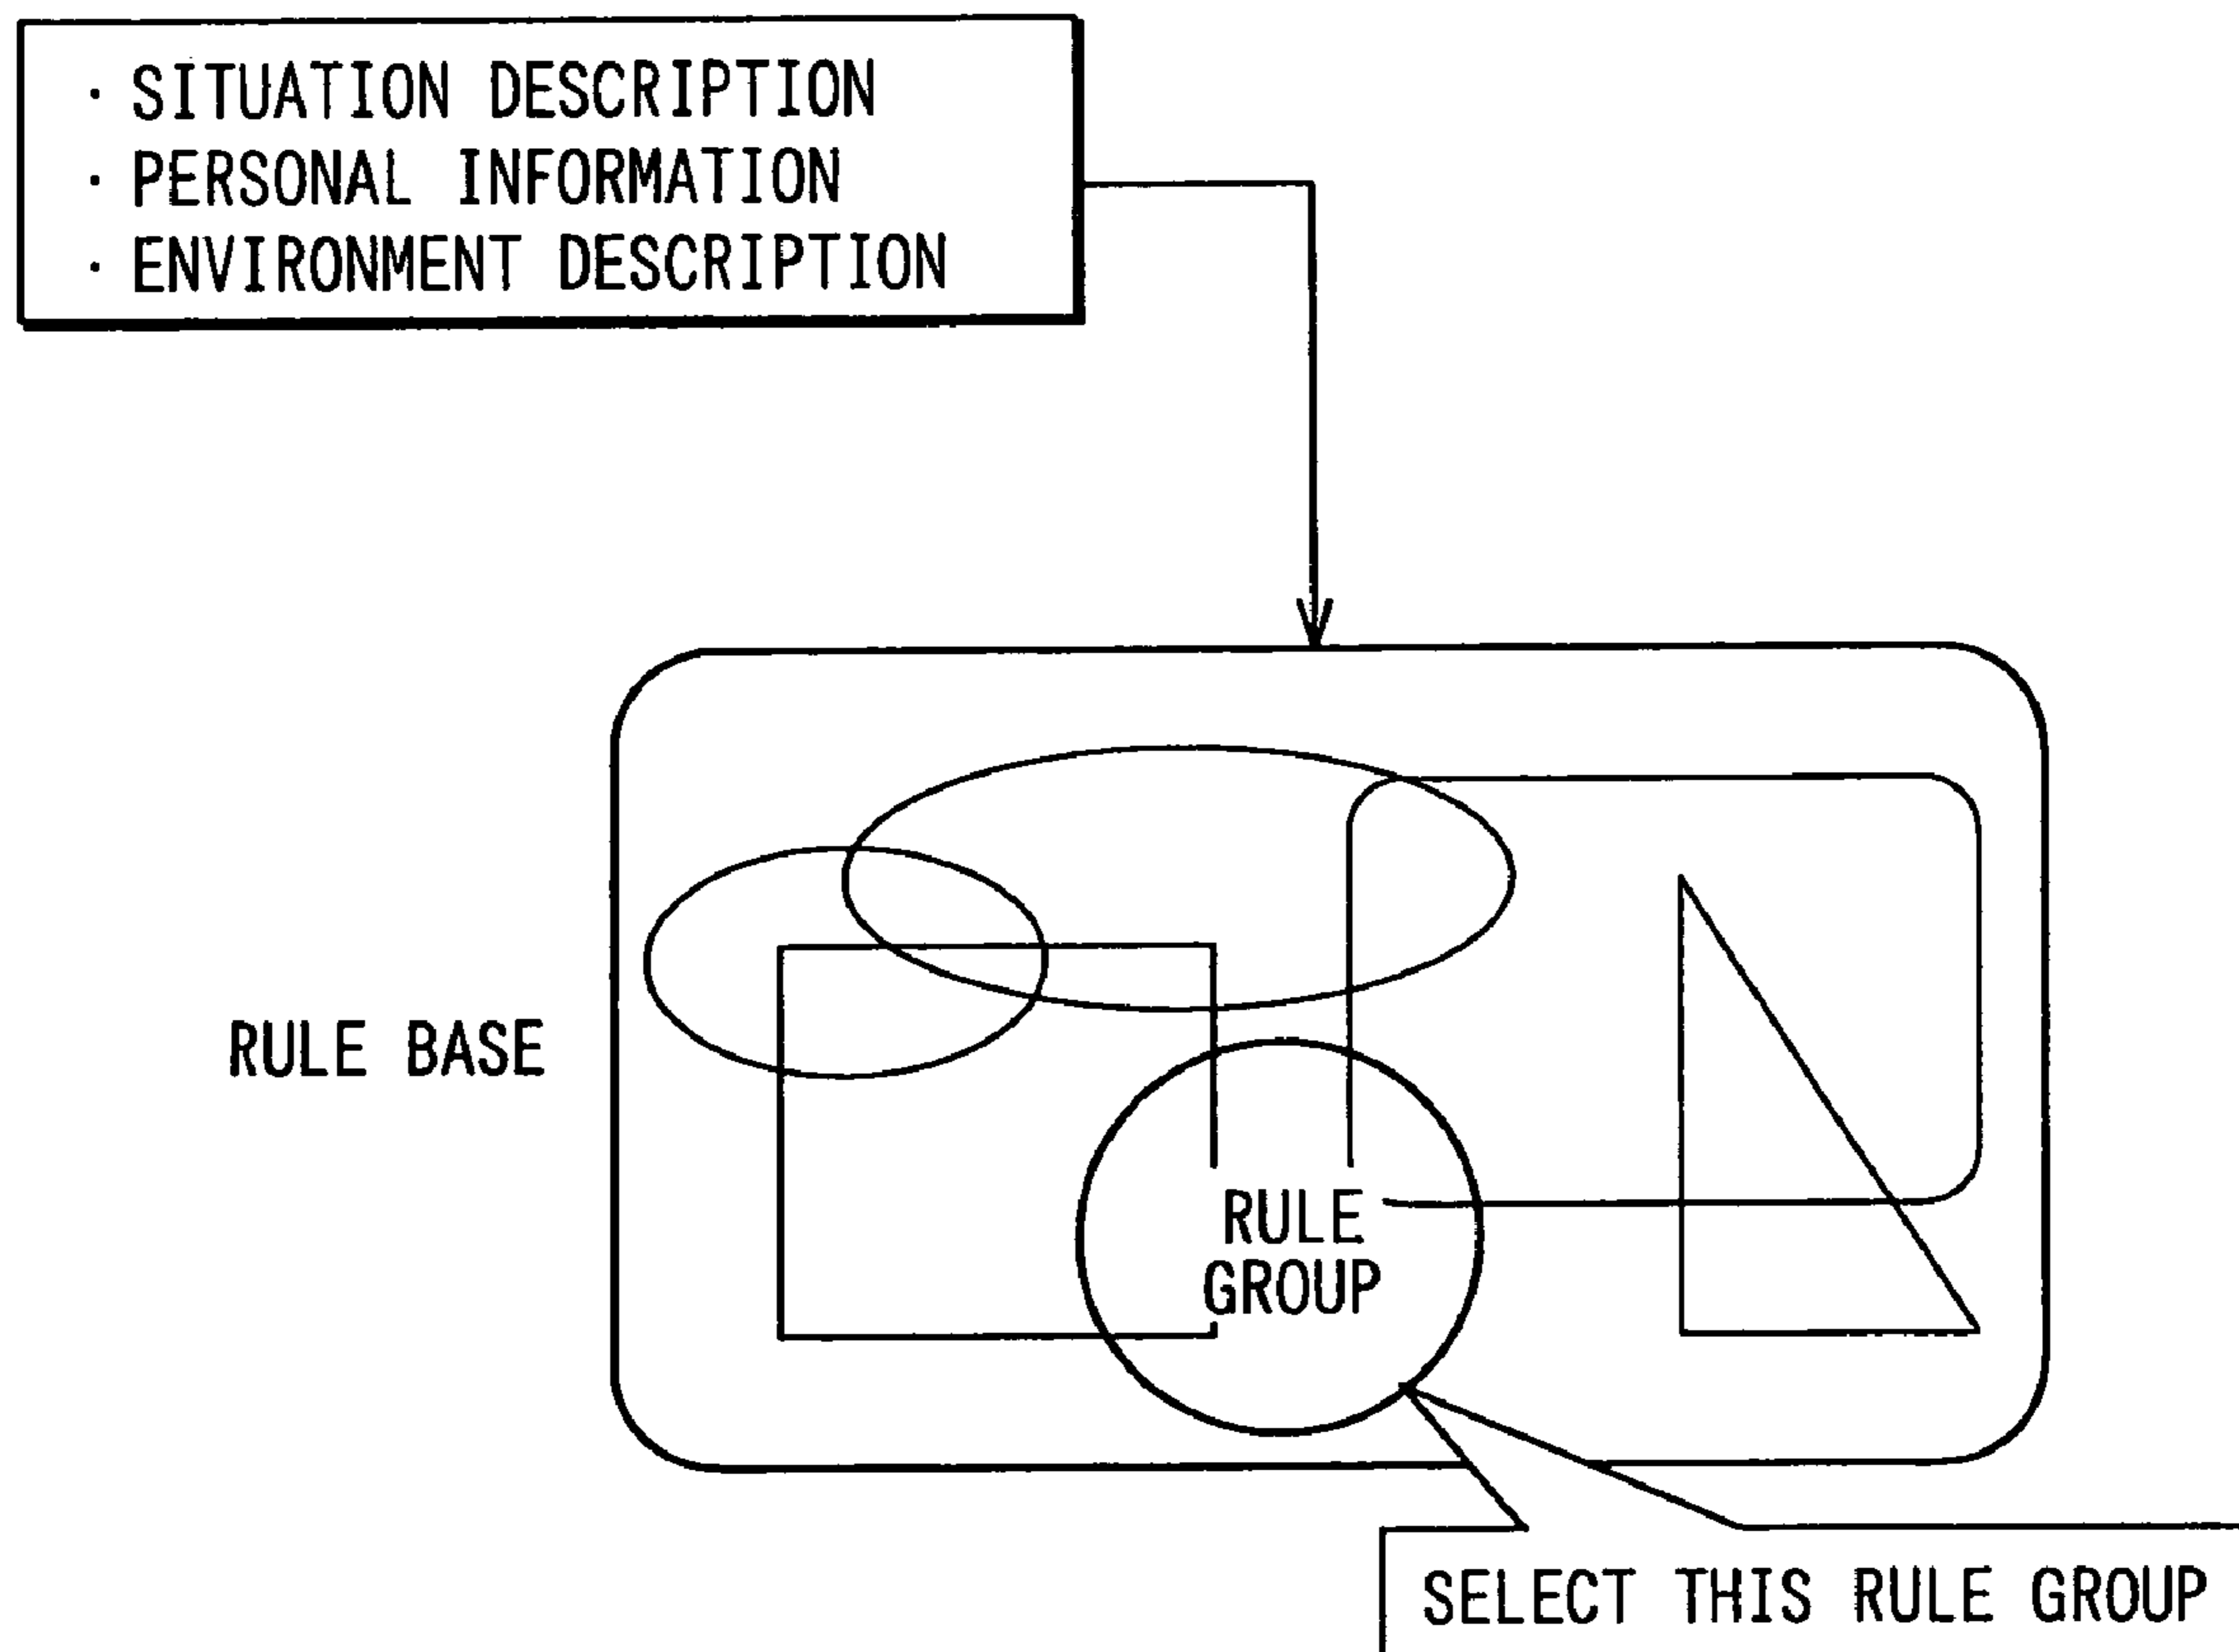 · SITUATION DESCRIPTION
· PERSONAL INFORMATION
· ENVIRONMENT DESCRIPTION
RULE BASE
RULE
GROUP
SELECT THIS RULE GROUP